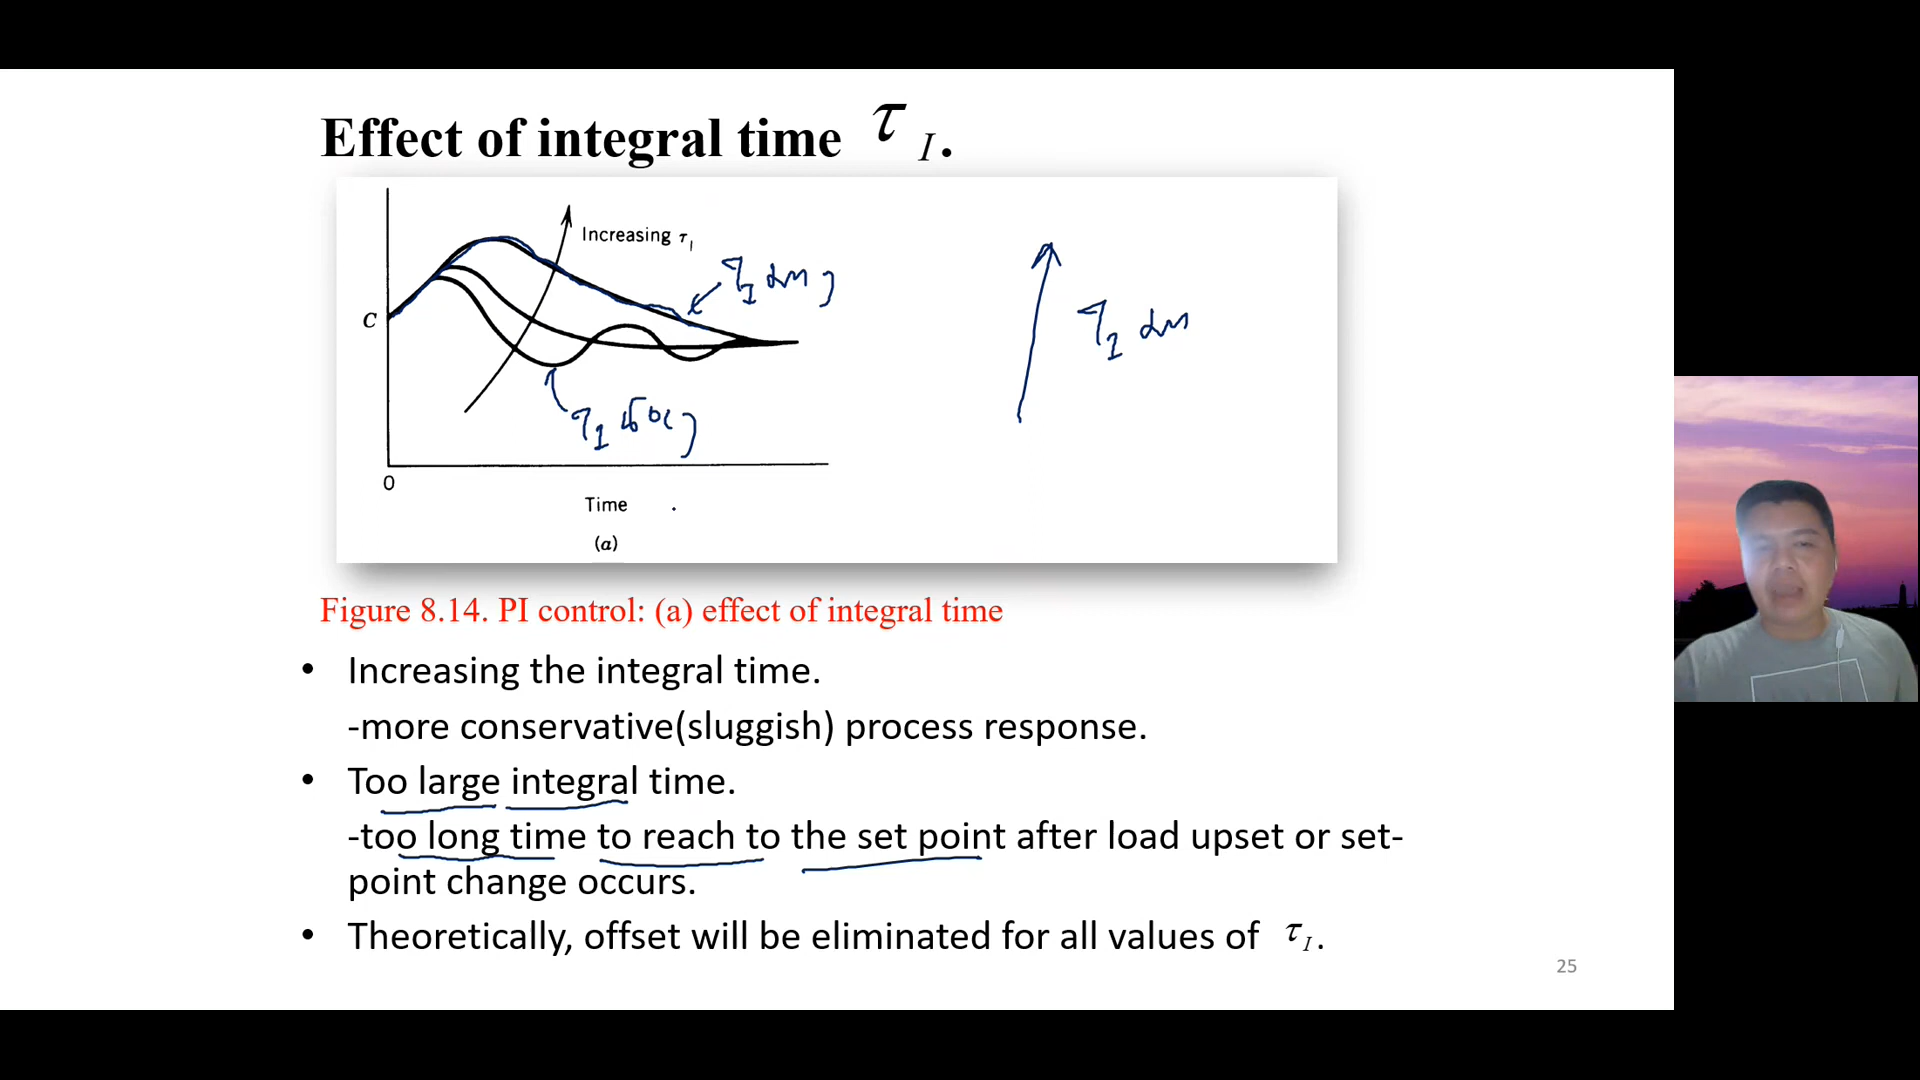 Effect of integral time τ I.
Increasing τI
C
0
Time
(a)
Figure 8.14. PI control: (a) effect of integral time
• Increasing the integral time.
-more conservative(sluggish) process response.
• Too large integral time.
-too long time to reach to the set point after load upset or set-
point change occurs.
• Theoretically, offset will be eliminated for all values of τI.
25